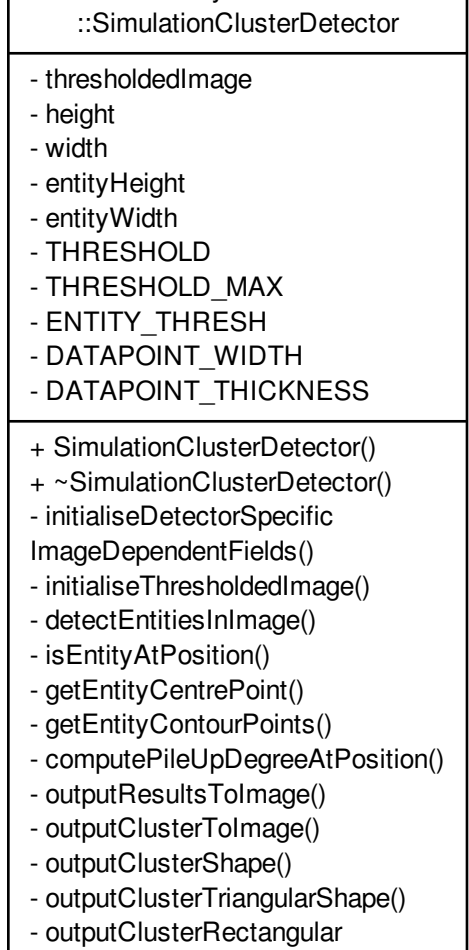 ::SimulationClusterDetector
- thresholdedImage
- height
- width
- entityHeight
- entityWidth
- THRESHOLD
- THRESHOLD_MAX
- ENTITY_THRESH
- DATAPOINT_WIDTH
- DATAPOINT_THICKNESS
+ SimulationClusterDetector()
+ ~SimulationClusterDetector()
- initialiseDetectorSpecific
ImageDependentFields()
- initialiseThresholdedImage()
- detectEntitiesInImage()
- isEntityAtPosition()
- getEntityCentrePoint()
- getEntityContourPoints()
- computePileUpDegreeAtPosition()
- outputResultsToImage()
- outputClusterToImage()
- outputClusterShape()
- outputClusterTriangularShape()
- outputClusterRectangular